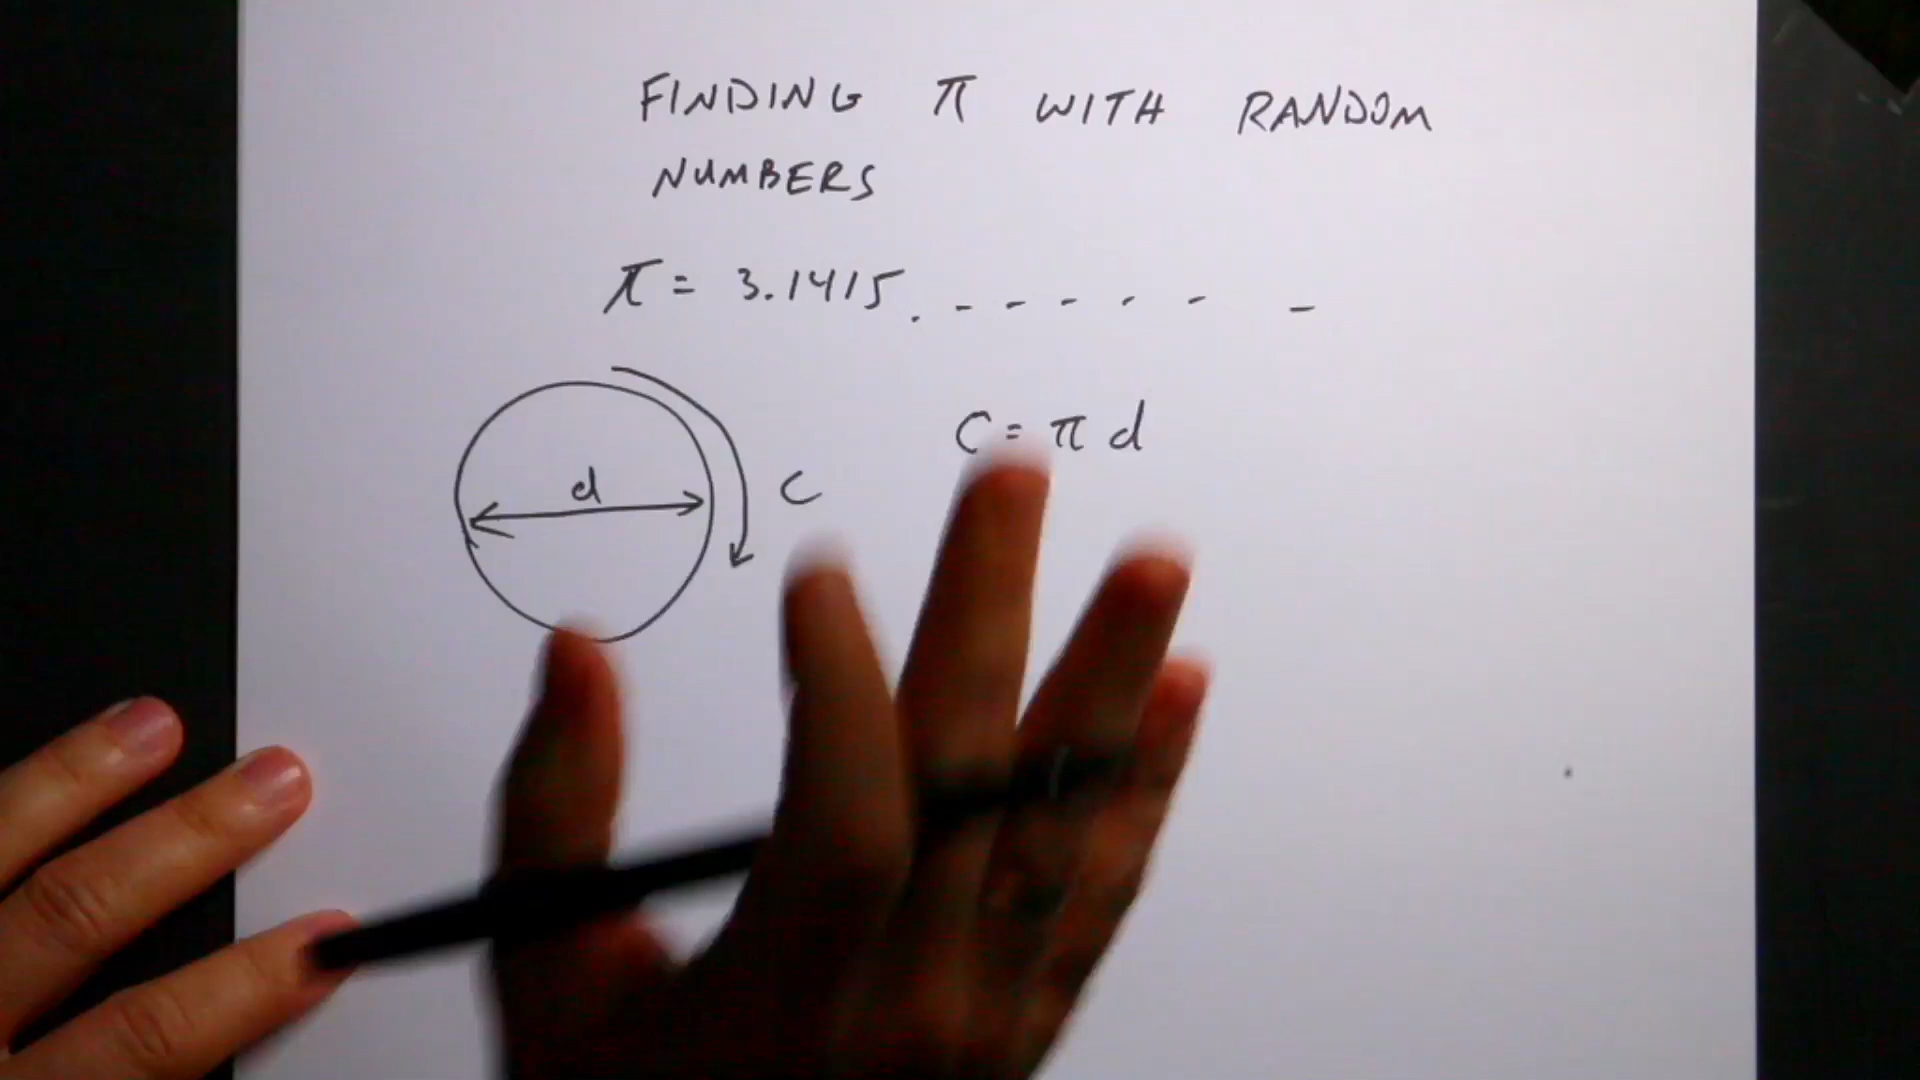 FINDING π WITH RANDOM
NUMBERS
π = 3.1415. - - - - - -
C = π d
d
C